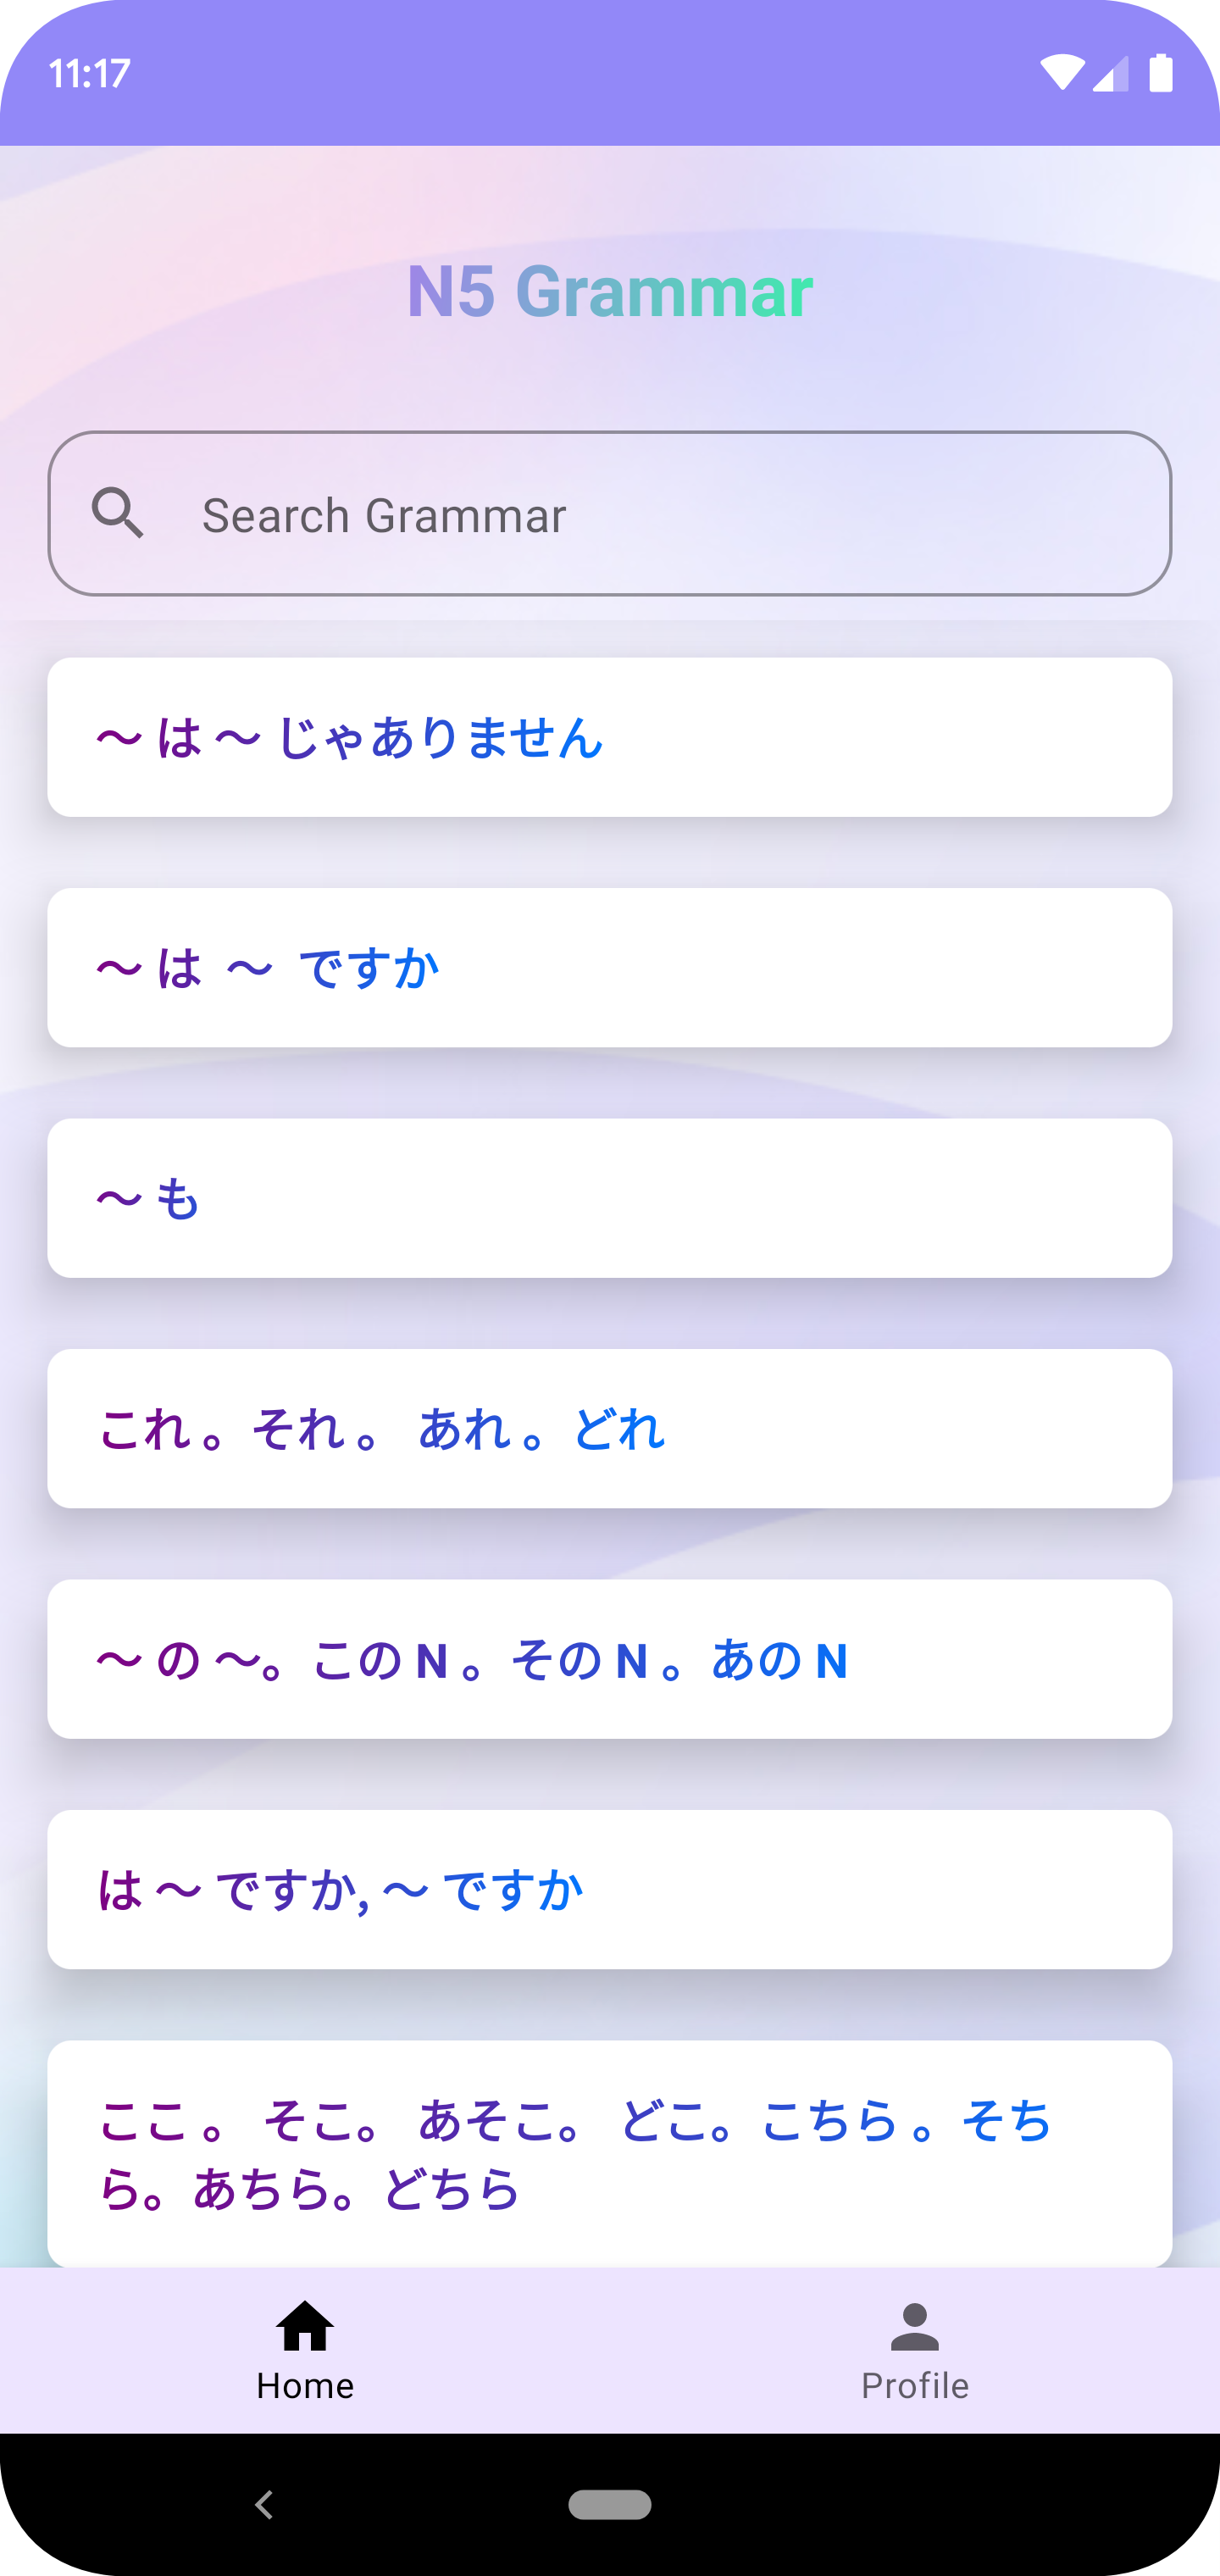 11:17
N5 Grammar
Search Grammar
～ は ～ じゃありません
～ は ～ ですか
～ も
これ 。それ 。 あれ 。どれ
～ の ～。この N 。その N 。あの N
は ～ ですか, ～ ですか
ここ 。 そこ。 あそこ。 どこ。こちら 。そち
ら。あちら。どちら
Home
Profile